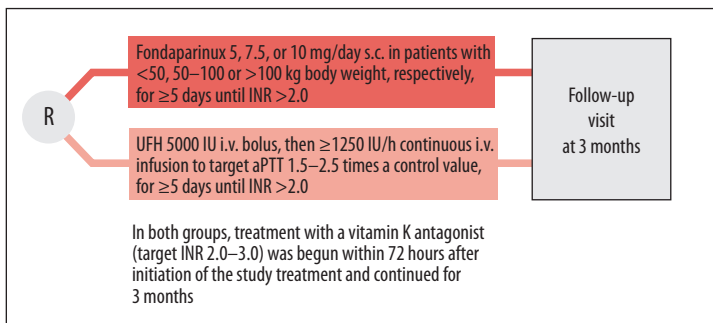 R
Fondaparinux 5, 7.5, or 10 mg/day s.c. in patients with
<50, 50–100 or >100 kg body weight, respectively,
for ≥5 days until INR >2.0
UFH 5000 IU i.v. bolus, then ≥1250 IU/h continuous i.v.
infusion to target aPTT 1.5–2.5 times a control value,
for ≥5 days until INR >2.0
Follow-up
visit
at 3 months
In both groups, treatment with a vitamin K antagonist
(target INR 2.0–3.0) was begun within 72 hours after
initiation of the study treatment and continued for
3 months